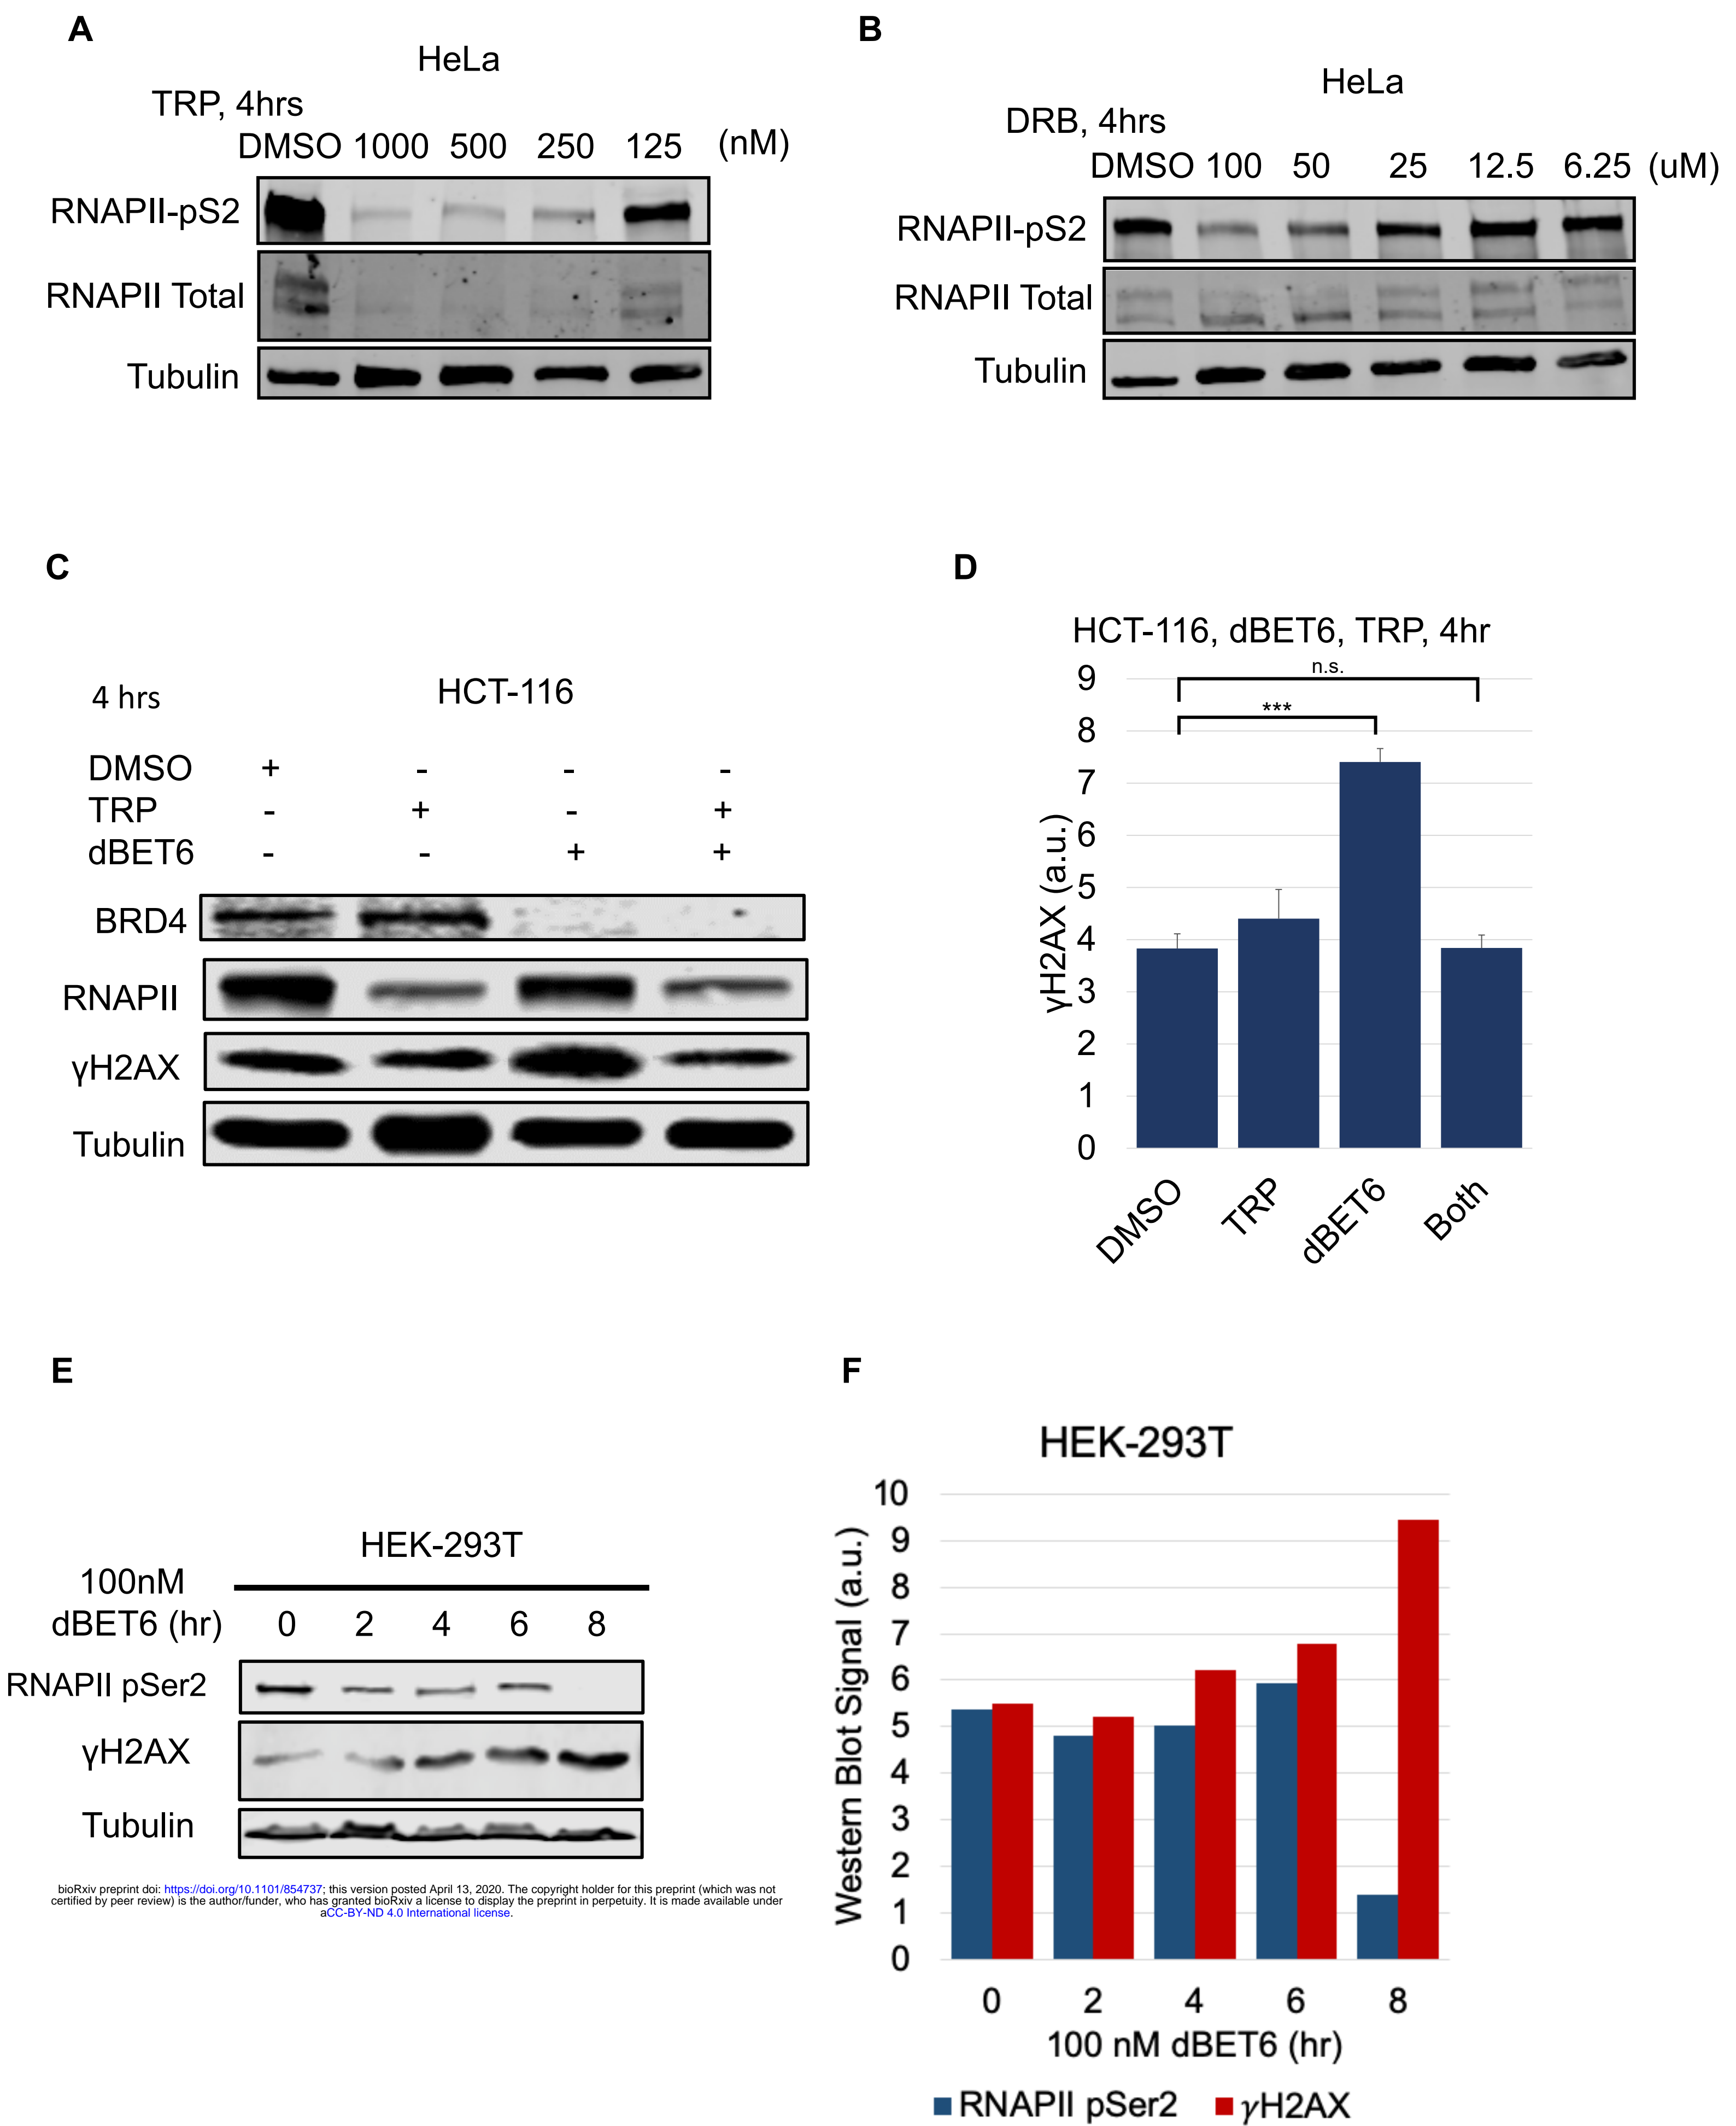 A
HeLa
TRP, 4hrs
DMSO 1000 500 250 125 (nM)
RNAPII-pS2
RNAPII Total
Tubulin
B
HeLa
DRB, 4hrs
DMSO 100 50 25 12.5 6.25 (uM)
RNAPII-pS2
RNAPII Total
Tubulin
C
4 hrs
HCT-116
DMSO + - - -
TRP - + - +
dBET6 - - + +
BRD4
RNAPII
γH2AX
Tubulin
D
HCT-116, dBET6, TRP, 4hr
n.s.
***
9
8
7
6
5
4
3
2
1
0
γH2AX (a.u.)
DMSO TRP dBET6 Both
E
HEK-293T
100nM
dBET6 (hr) 0 2 4 6 8
RNAPII pSer2
γH2AX
Tubulin
bioRxiv preprint doi: https://doi.org/10.1101/854737; this version posted April 13, 2020. The copyright holder for this preprint (which was not
certified by peer review) is the author/funder, who has granted bioRxiv a license to display the preprint in perpetuity. It is made available under
aCC-BY-ND 4.0 International license.
F
HEK-293T
10
9
8
7
6
5
4
3
2
1
0
Western Blot Signal (a.u.)
0 2 4 6 8
100 nM dBET6 (hr)
RNAPII pSer2 γH2AX